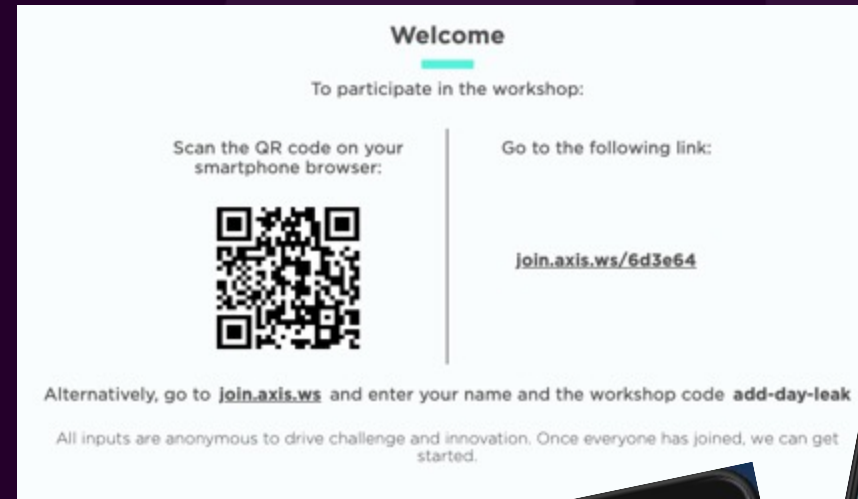 Welcome
To participate in the workshop:
Scan the QR code on your
smartphone browser:
Go to the following link:
join.axis.ws/6d3e64
Alternatively, go to join.axis.ws and enter your name and the workshop code add-day-leak
All inputs are anonymous to drive challenge and innovation. Once everyone has joined, we can get
started.